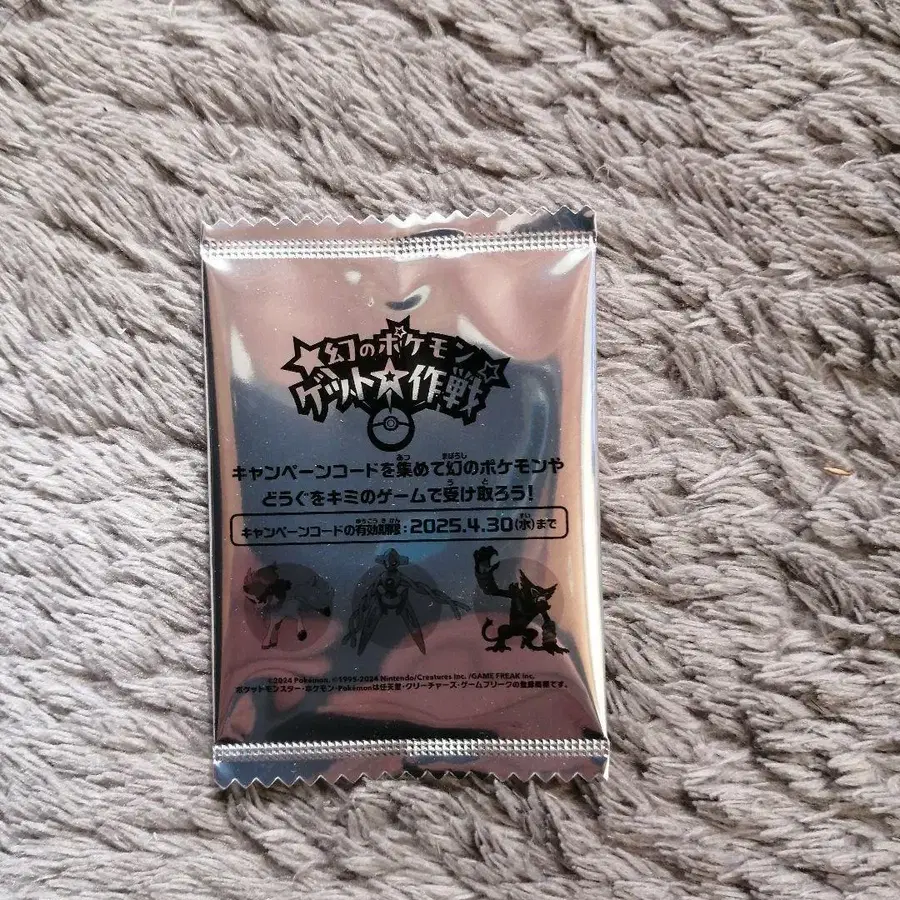 幻のポケモン
ゲット☆作戦
キャンペーンコードを集めて幻のポケモンや
どうぐをキミのゲームで受け取ろう!
キャンペーンコードの有効期限:2025.4.30(水)まで
©2024 Pokémon. ©1995-2024 Nintendo/Creatures Inc. /GAME FREAK inc.
ポケットモンスター・ポケモン・Pokémonは任天堂・クリーチャーズ・ゲームフリークの登録商標です。